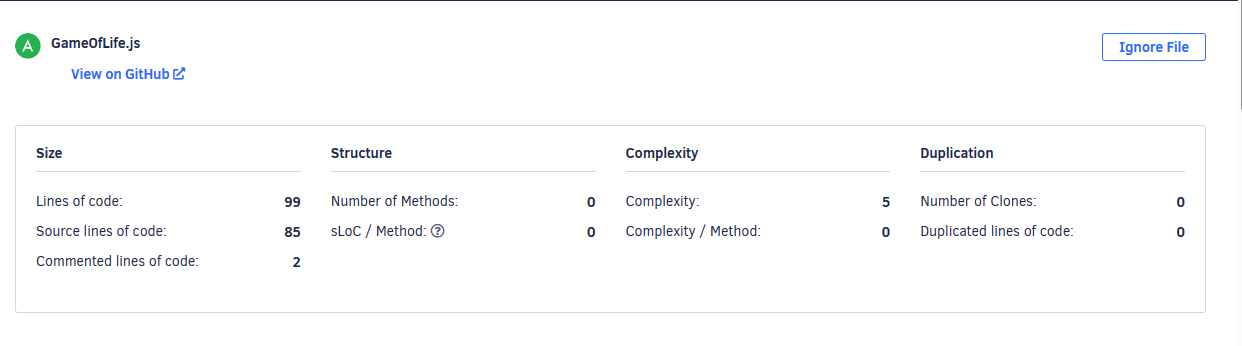 A GameOfLife.js
Ignore File
View on GitHub
Size
Lines of code: 99
Source lines of code: 85
Commented lines of code: 2
Structure
Number of Methods: 0
sLoC / Method: ? 0
Complexity
Complexity: 5
Complexity / Method: 0
Duplication
Number of Clones: 0
Duplicated lines of code: 0